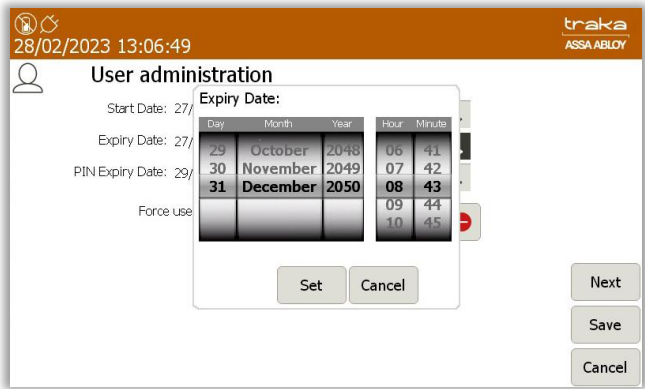 traka
28/02/2023 13:06:49
ASSA ABLOY
User administration
Start Date: 27/
Expiry Date:
Day Month Year Hour Minute
Expiry Date: 27/
29 October 2048 06 41
PIN Expiry Date: 29/
30 November 2049 07 42
31 December 2050 08 43
Force use
09 44
10 45
Set Cancel
Next
Save
Cancel